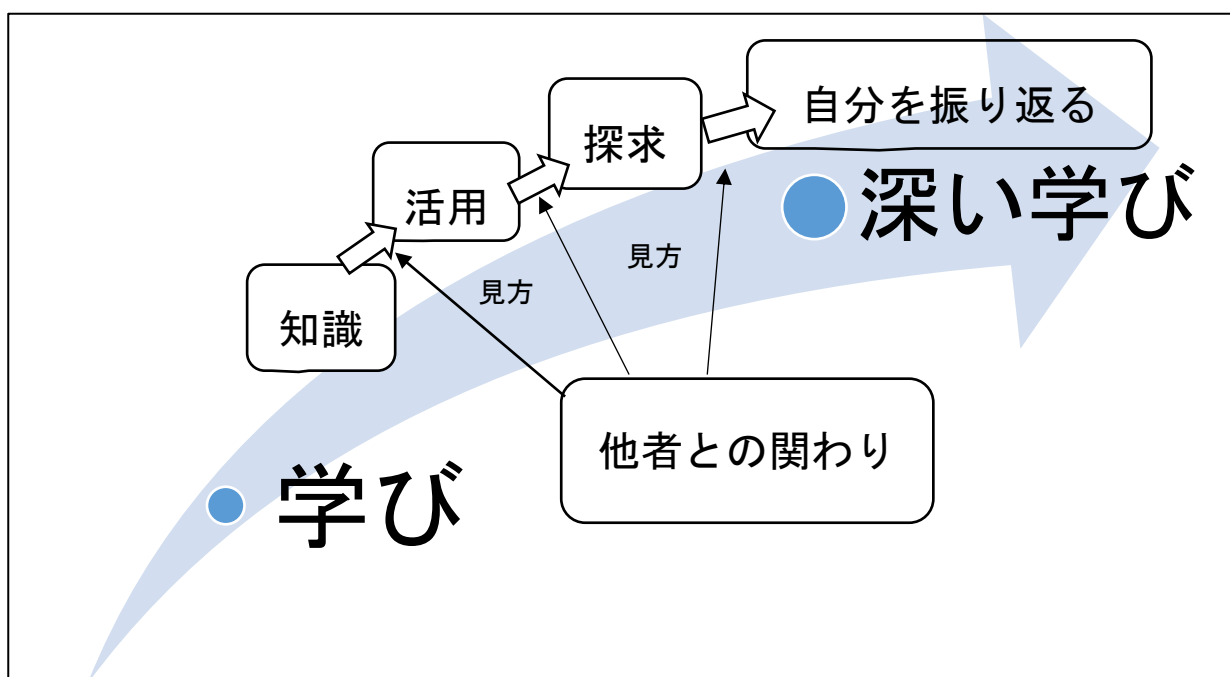 自分を振り返る
探求
活用
深い学び
見方
見方
知識
他者との関わり
学び